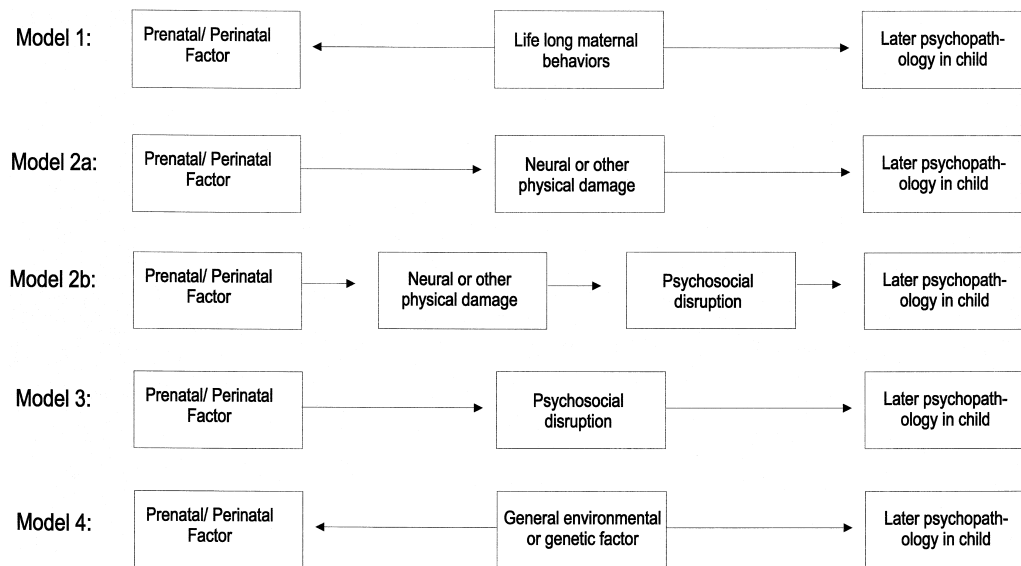 Model 1:
Prenatal/ Perinatal
Factor
Life long maternal
behaviors
Later psychopath-
ology in child
Model 2a:
Prenatal/ Perinatal
Factor
Neural or other
physical damage
Later psychopath-
ology in child
Model 2b:
Prenatal/ Perinatal
Factor
Neural or other
physical damage
Psychosocial
disruption
Later psychopath-
ology in child
Model 3:
Prenatal/ Perinatal
Factor
Psychosocial
disruption
Later psychopath-
ology in child
Model 4:
Prenatal/ Perinatal
Factor
General environmental
or genetic factor
Later psychopath-
ology in child